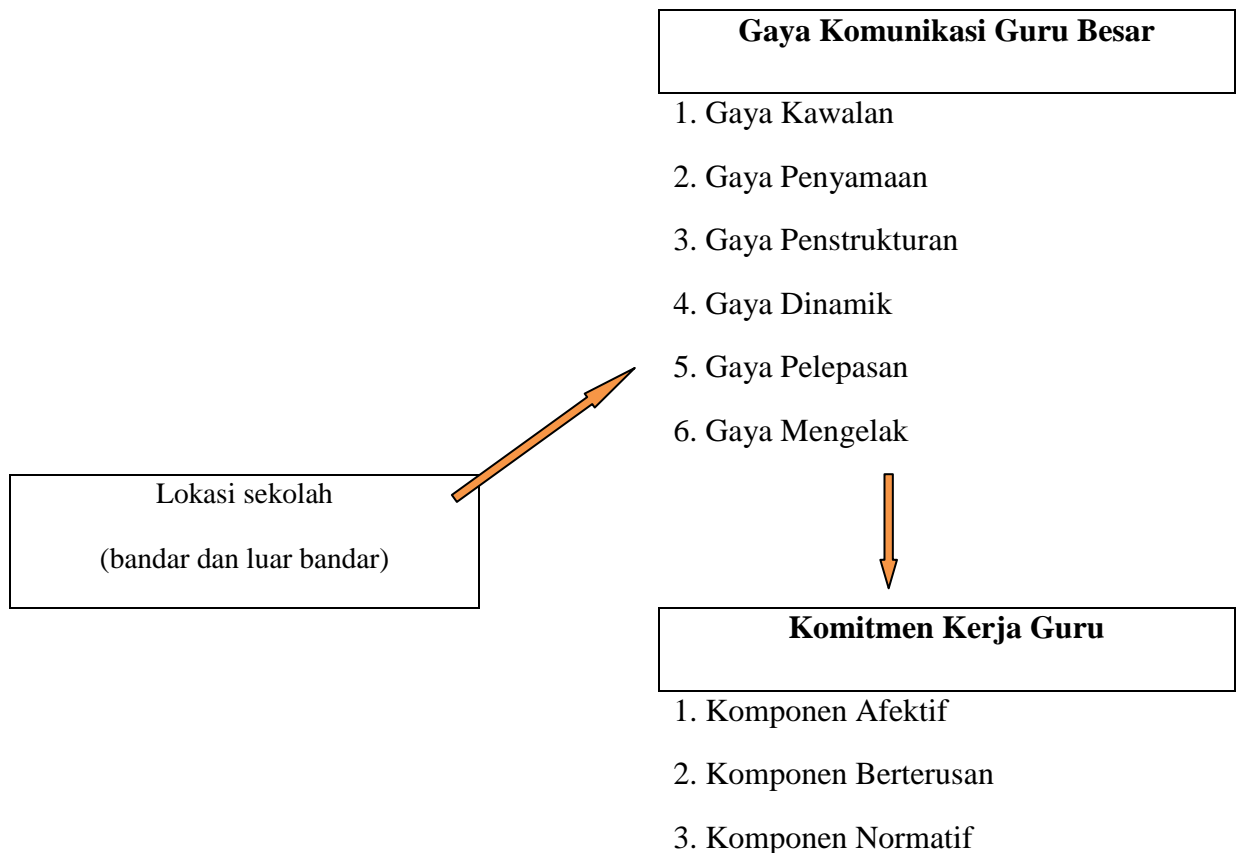 Gaya Komunikasi Guru Besar
1. Gaya Kawalan
2. Gaya Penyamaan
3. Gaya Penstrukturan
4. Gaya Dinamik
5. Gaya Pelepasan
6. Gaya Mengelak
Lokasi sekolah
(bandar dan luar bandar)
Komitmen Kerja Guru
1. Komponen Afektif
2. Komponen Berterusan
3. Komponen Normatif